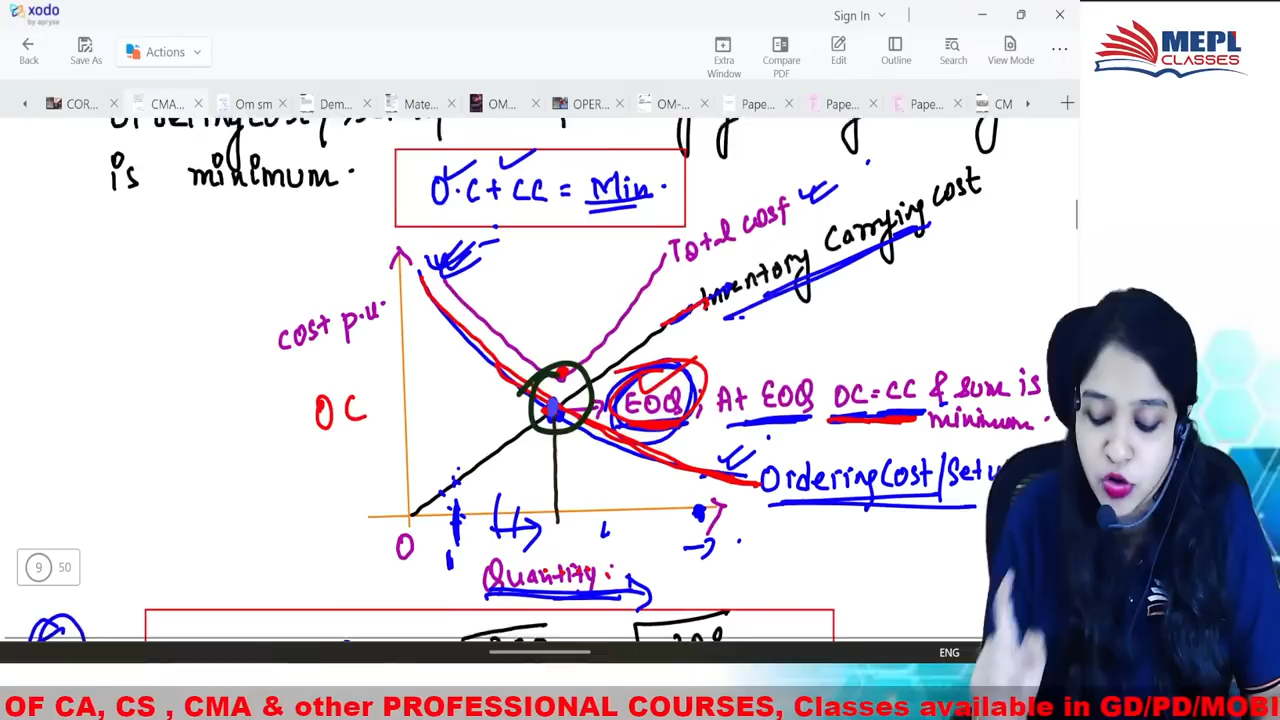 xodo
by apryse
Sign In
Back
Save As
Actions
Extra Window
Compare PDF
Edit
Outline
Search
View Mode
MEPL
CLASSES
COR...
CMA...
Om sm
Dem...
Mate...
OM...
OPER...
OM-...
Pape...
Pape...
Pape...
CM
is minimum.
O.C + CC = Min.
Total cost
Inventory Carrying cost
Cost p.u.
OC
EOQ; At EOQ OC = CC & sum is
minimum.
Ordering Cost/Setu
0
Quantity
9 50
ENG
OF CA, CS , CMA & other PROFESSIONAL COURSES, Classes available in GD/PD/MOBI